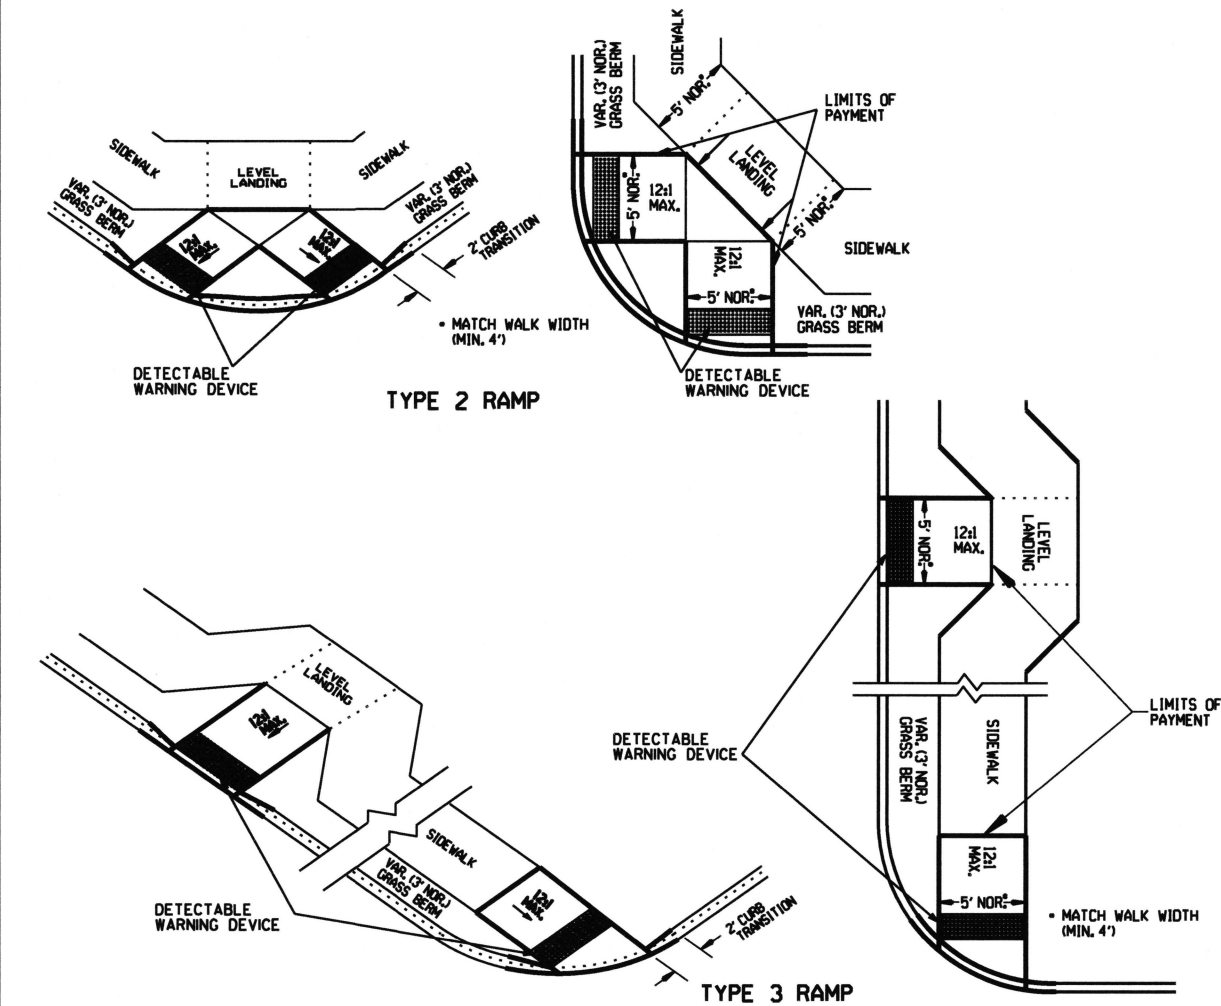 SIDEWALK
LEVEL
LANDING
SIDEWALK
VAR. (3' NOR.)
GRASS BERM
VAR. (3' NOR.)
GRASS BERM
12:1
MAX.
12:1
MAX.
2' CURB
TRANSITION
• MATCH WALK WIDTH
(MIN. 4')
DETECTABLE
WARNING DEVICE
TYPE 2 RAMP
VAR. (3' NOR.)
GRASS BERM
SIDEWALK
5' NOR.•
LIMITS OF
PAYMENT
LEVEL
LANDING
5' NOR.•
12:1
MAX.
5' NOR.•
SIDEWALK
12:1
MAX.
5' NOR.•
VAR. (3' NOR.)
GRASS BERM
DETECTABLE
WARNING DEVICE
LEVEL
LANDING
12:1
MAX.
SIDEWALK
VAR. (3' NOR.)
GRASS BERM
12:1
MAX.
DETECTABLE
WARNING DEVICE
2' CURB
TRANSITION
TYPE 3 RAMP
5' NOR.•
12:1
MAX.
LEVEL
LANDING
LIMITS OF
PAYMENT
DETECTABLE
WARNING DEVICE
VAR. (3' NOR.)
GRASS BERM
SIDEWALK
12:1
MAX.
5' NOR.•
• MATCH WALK WIDTH
(MIN. 4')